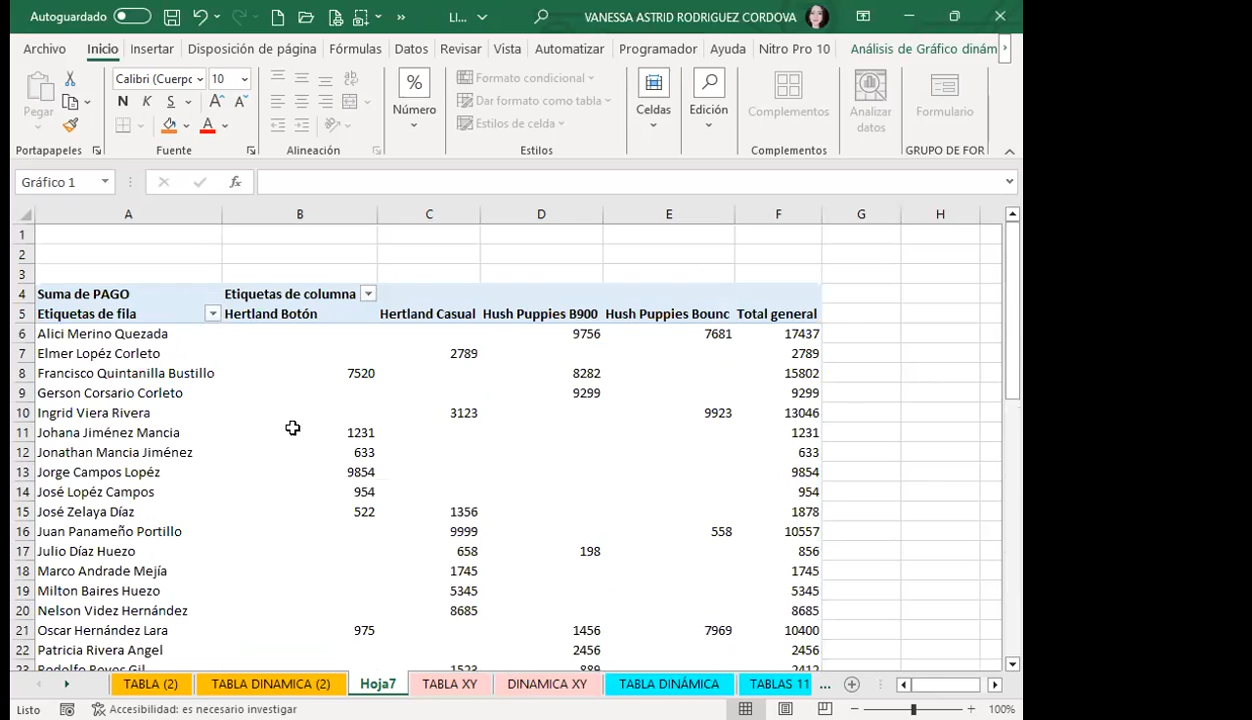 Autoguardado LI... VANESSA ASTRID RODRIGUEZ CORDOVA
Archivo Inicio Insertar Disposición de página Fórmulas Datos Revisar Vista Automatizar Programador Ayuda Nitro Pro 10 Análisis de Gráfico dinám
Pegar
Calibri (Cuerpc 10
N K S
Número
Formato condicional
Dar formato como tabla
Estilos de celda
Celdas
Edición
Complementos
Analizar datos
Formulario
Portapapeles Fuente Alineación Estilos Complementos GRUPO DE FOR
Gráfico 1 fx
A B C D E F G H
1
2
3
4 Suma de PAGO Etiquetas de columna
5 Etiquetas de fila Hertland Botón Hertland Casual Hush Puppies B900 Hush Puppies Bounc Total general
6 Alici Merino Quezada 9756 7681 17437
7 Elmer Lopéz Corleto 2789 2789
8 Francisco Quintanilla Bustillo 7520 8282 15802
9 Gerson Corsario Corleto 9299 9299
10 Ingrid Viera Rivera 3123 9923 13046
11 Johana Jiménez Mancia 1231 1231
12 Jonathan Mancia Jiménez 633 633
13 Jorge Campos Lopéz 9854 9854
14 José Lopéz Campos 954 954
15 José Zelaya Díaz 522 1356 1878
16 Juan Panameño Portillo 9999 558 10557
17 Julio Díaz Huezo 658 198 856
18 Marco Andrade Mejía 1745 1745
19 Milton Baires Huezo 5345 5345
20 Nelson Videz Hernández 8685 8685
21 Oscar Hernández Lara 975 1456 7969 10400
22 Patricia Rivera Angel 2456 2456
23 Rodolfo Reyes Gil 1523 889 2412
TABLA (2) TABLA DINAMICA (2) Hoja7 TABLA XY DINAMICA XY TABLA DINÁMICA TABLAS 11 ...
Listo Accesibilidad: es necesario investigar 100%